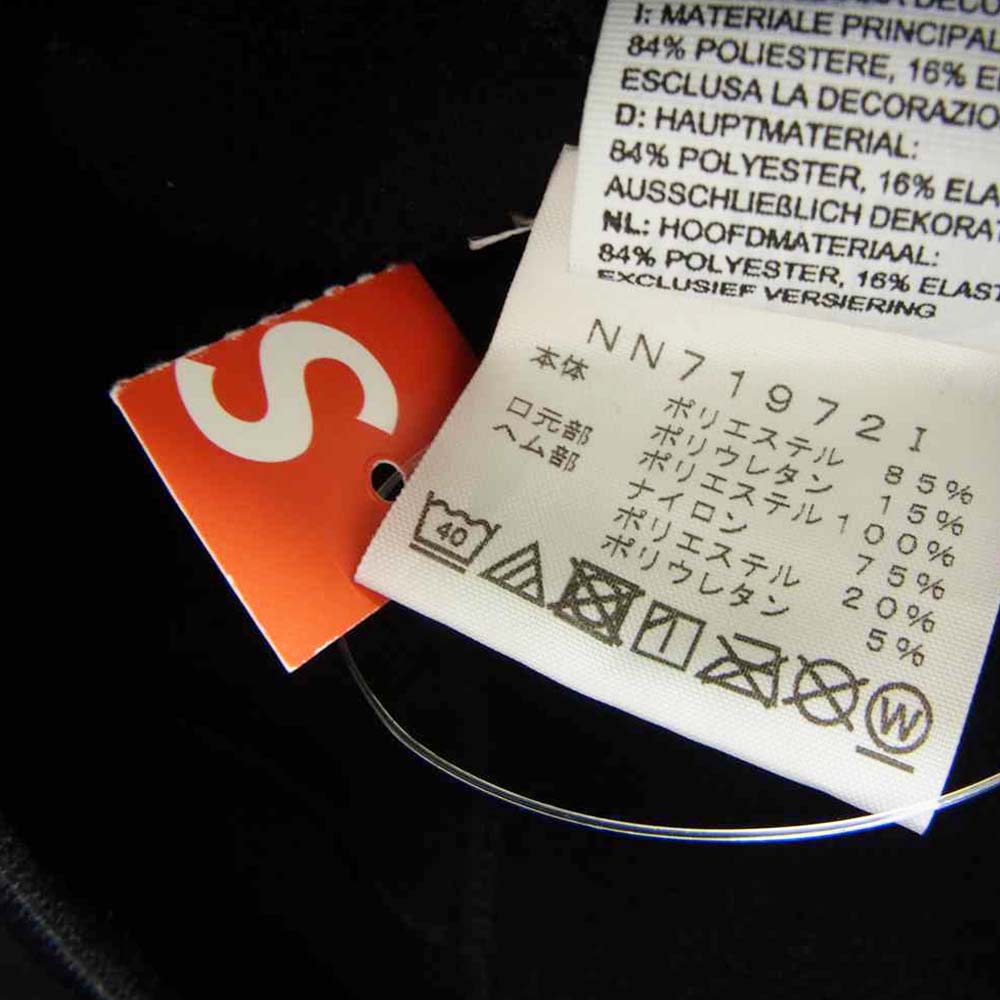 I: MATERIALE PRINCIPAL
84% POLIESTERE, 16% EL
ESCLUSA LA DECORAZIO
D: HAUPTMATERIAL:
84% POLYESTER, 16% ELA
AUSSCHLIEßLICH DEKORAT
NL: HOOFDMATERIAAL:
84% POLYESTER, 16% ELAST
EXCLUSIEF VERSIERING
S
NN71972I
本体 ポリエステル 85%
ポリウレタン 15%
口元部 ポリエステル 100%
ヘム部 ナイロン 75%
ポリエステル 20%
ポリウレタン 5%
40
W